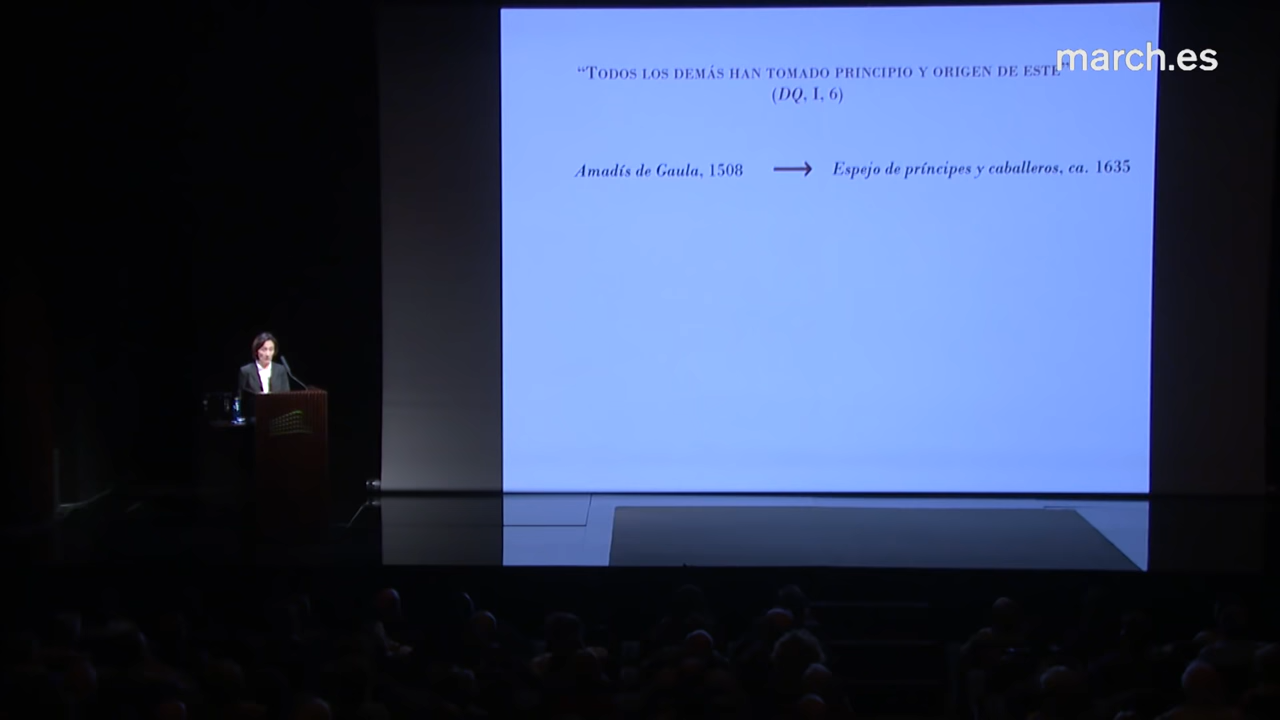 march.es
“TODOS LOS DEMÁS HAN TOMADO PRINCIPIO Y ORIGEN DE ESTE”
(DQ, I, 6)
Amadís de Gaula, 1508 → Espejo de príncipes y caballeros, ca. 1635